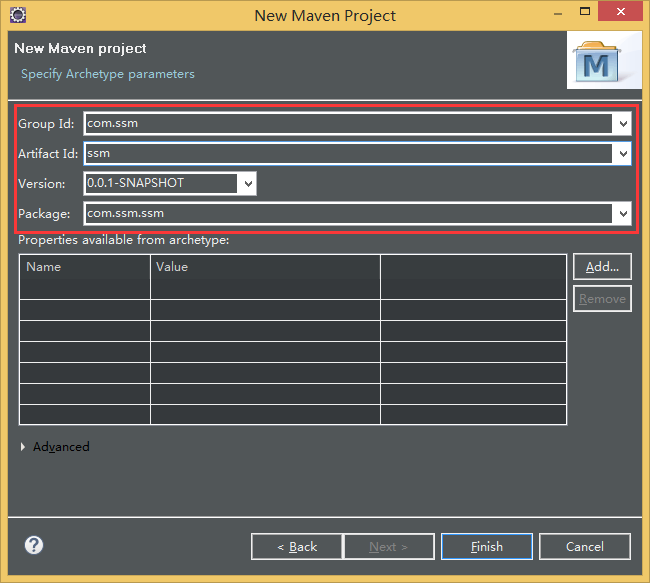 New Maven Project
New Maven project
Specify Archetype parameters
M
Group Id: com.ssm
Artifact Id: ssm
Version: 0.0.1-SNAPSHOT
Package: com.ssm.ssm
Properties available from archetype:
Name Value
Add...
Remove
Advanced
? < Back Next > Finish Cancel